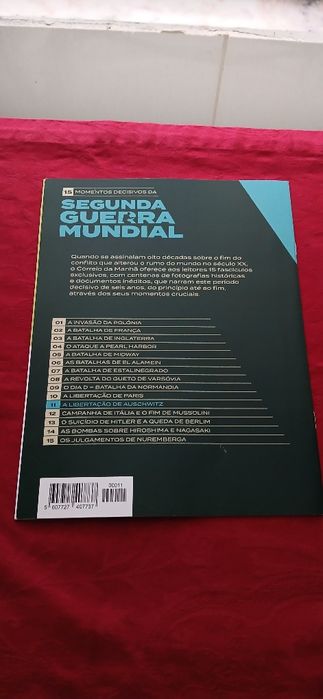 15 MOMENTOS DECISIVOS DA
SEGUNDA
GUERRA
MUNDIAL
Quando se assinalam oito décadas sobre o fim do
conflito que alterou o rumo do mundo no século XX,
o Correio da Manhã oferece aos leitores 15 fascículos
exclusivos, com centenas de fotografias históricas
e documentos inéditos, que narram este período
decisivo de seis anos, do princípio até ao fim,
através dos seus momentos cruciais.
01 A INVASÃO DA POLÓNIA
02 A BATALHA DE FRANÇA
03 A BATALHA DE INGLATERRA
04 O ATAQUE A PEARL HARBOR
05 A BATALHA DE MIDWAY
06 AS BATALHAS DE EL ALAMEIN
07 A BATALHA DE ESTALINEGRADO
08 A REVOLTA DO GUETO DE VARSÓVIA
09 O DIA D – BATALHA DA NORMANDIA
10 A LIBERTAÇÃO DE PARIS
11 A LIBERTAÇÃO DE AUSCHWITZ
12 CAMPANHA DE ITÁLIA E O FIM DE MUSSOLINI
13 O SUICÍDIO DE HITLER E A QUEDA DE BERLIM
14 AS BOMBAS SOBRE HIROSHIMA E NAGASAKI
15 OS JULGAMENTOS DE NUREMBERGA
00011
5 607727 407737